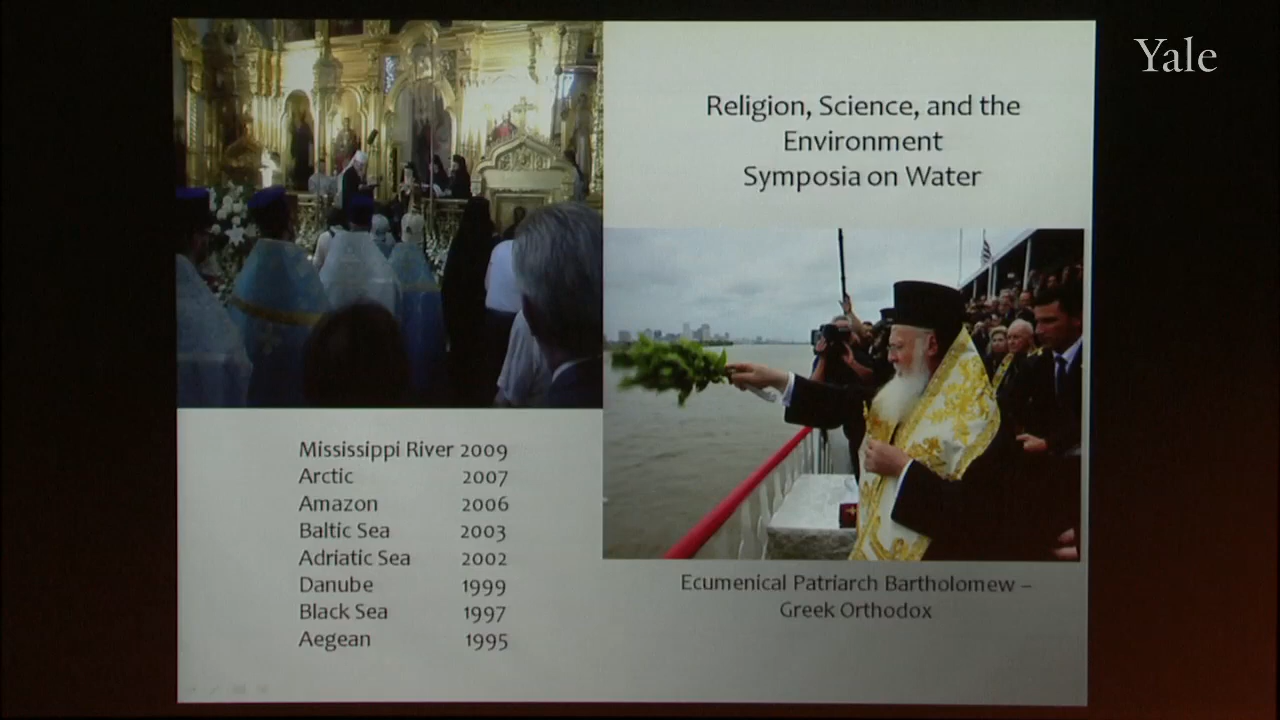 Yale
Religion, Science, and the
Environment
Symposia on Water
Mississippi River 2009
Arctic 2007
Amazon 2006
Baltic Sea 2003
Adriatic Sea 2002
Danube 1999
Black Sea 1997
Aegean 1995
Ecumenical Patriarch Bartholomew –
Greek Orthodox